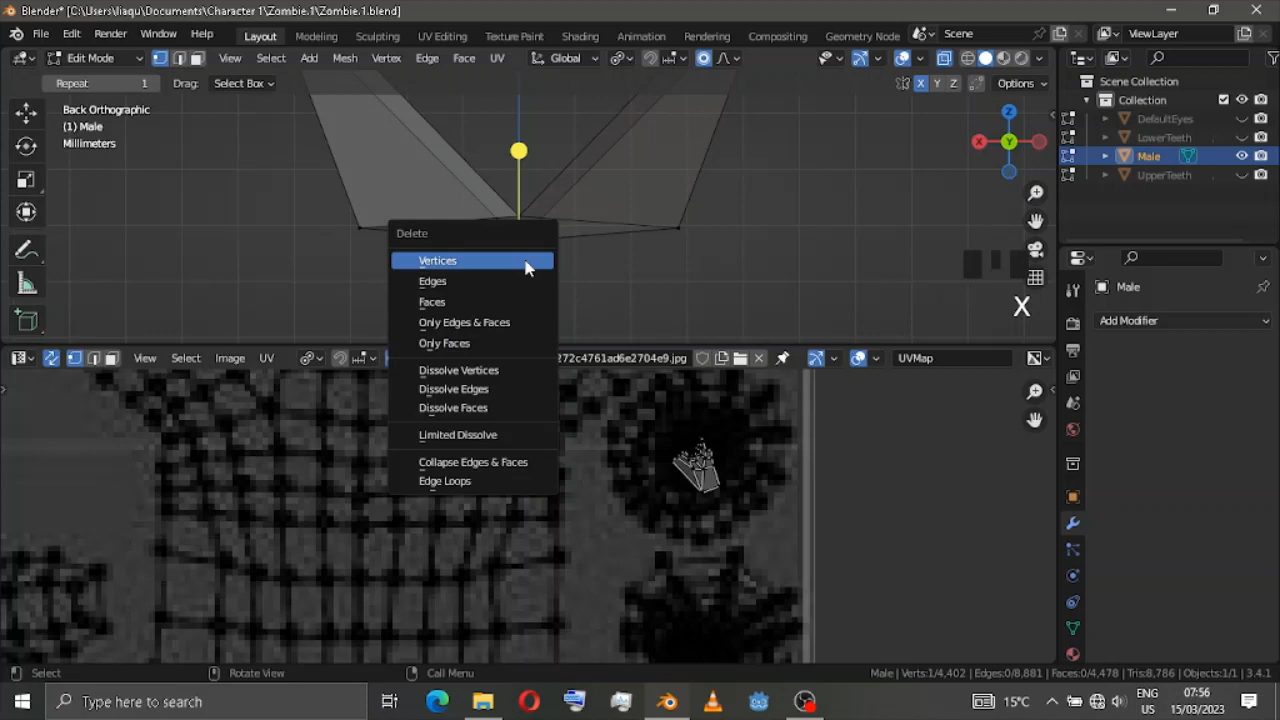 Blender* [C:\Users\liaqu\Documents\Character 1\Zombie.1\Zombie.1.blend]
File Edit Render Window Help Layout Modeling Sculpting UV Editing Texture Paint Shading Animation Rendering Compositing Geometry Node Scene ViewLayer
Edit Mode View Select Add Mesh Vertex Edge Face UV Global
Repeat 1 Drag: Select Box X Y Z Options
Back Orthographic
(1) Male
Millimeters
Z
X Y
Scene Collection
Collection
DefaultEyes
LowerTeeth
Male
UpperTeeth
Delete
Vertices
Edges
Faces
Only Edges & Faces
Only Faces
Dissolve Vertices
Dissolve Edges
Dissolve Faces
Limited Dissolve
Collapse Edges & Faces
Edge Loops
X
Male
Add Modifier
View Select Image UV 272c4761ad6e2704e9.jpg UVMap
Select Rotate View Call Menu Male | Verts:1/4,402 | Edges:0/8,881 | Faces:0/4,478 | Tris:8,786 | Objects:1/1 | 3.4.1
Type here to search 15°C ENG 07:56
15/03/2023